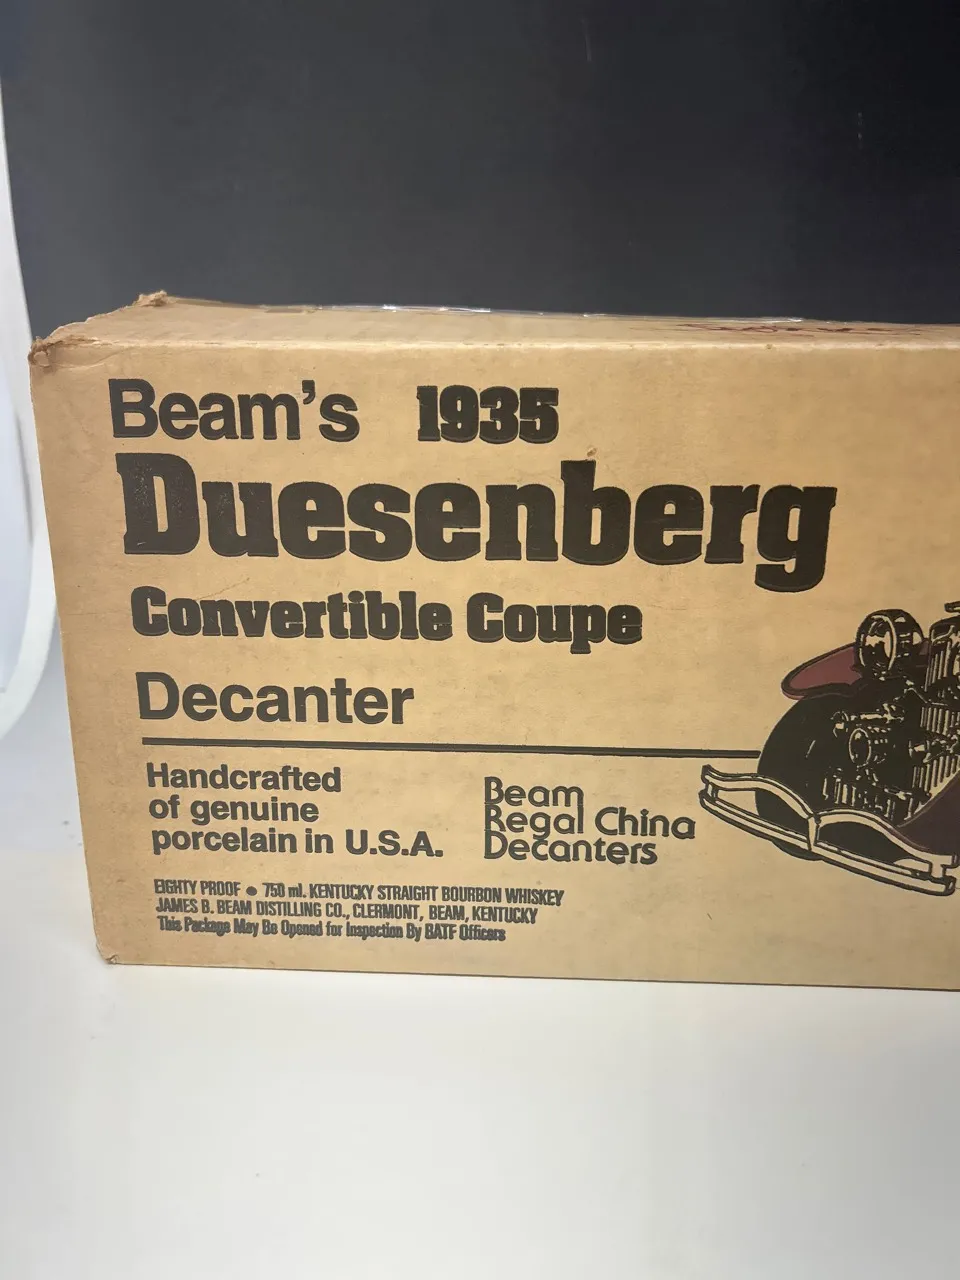 Beam's 1935
Duesenberg
Convertible Coupe
Decanter
Handcrafted
of genuine
porcelain in U.S.A.
Beam
Regal China
Decanters
EIGHTY PROOF ● 750 ml. KENTUCKY STRAIGHT BOURBON WHISKEY
JAMES B. BEAM DISTILLING CO., CLERMONT, BEAM, KENTUCKY
This Package May Be Opened for Inspection By BATF Officers